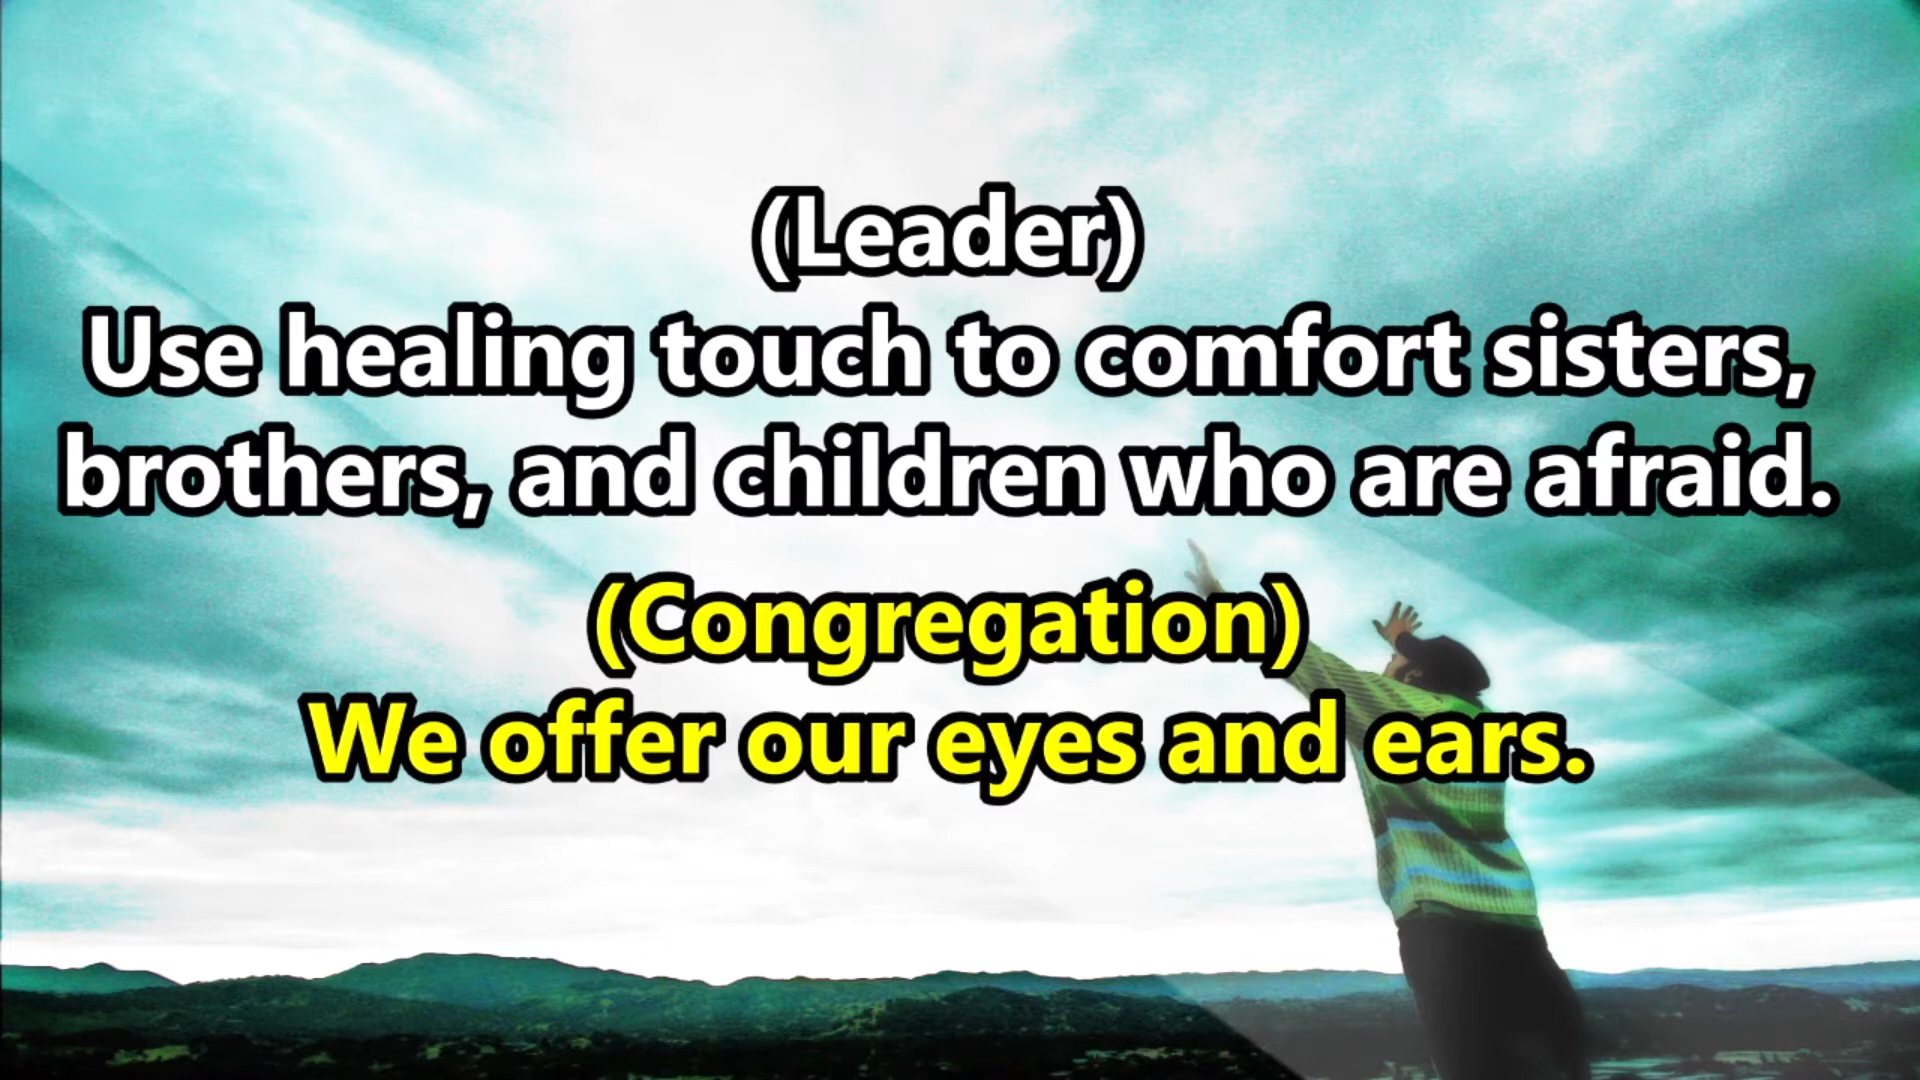 (Leader)
Use healing touch to comfort sisters,
brothers, and children who are afraid.
(Congregation)
We offer our eyes and ears.